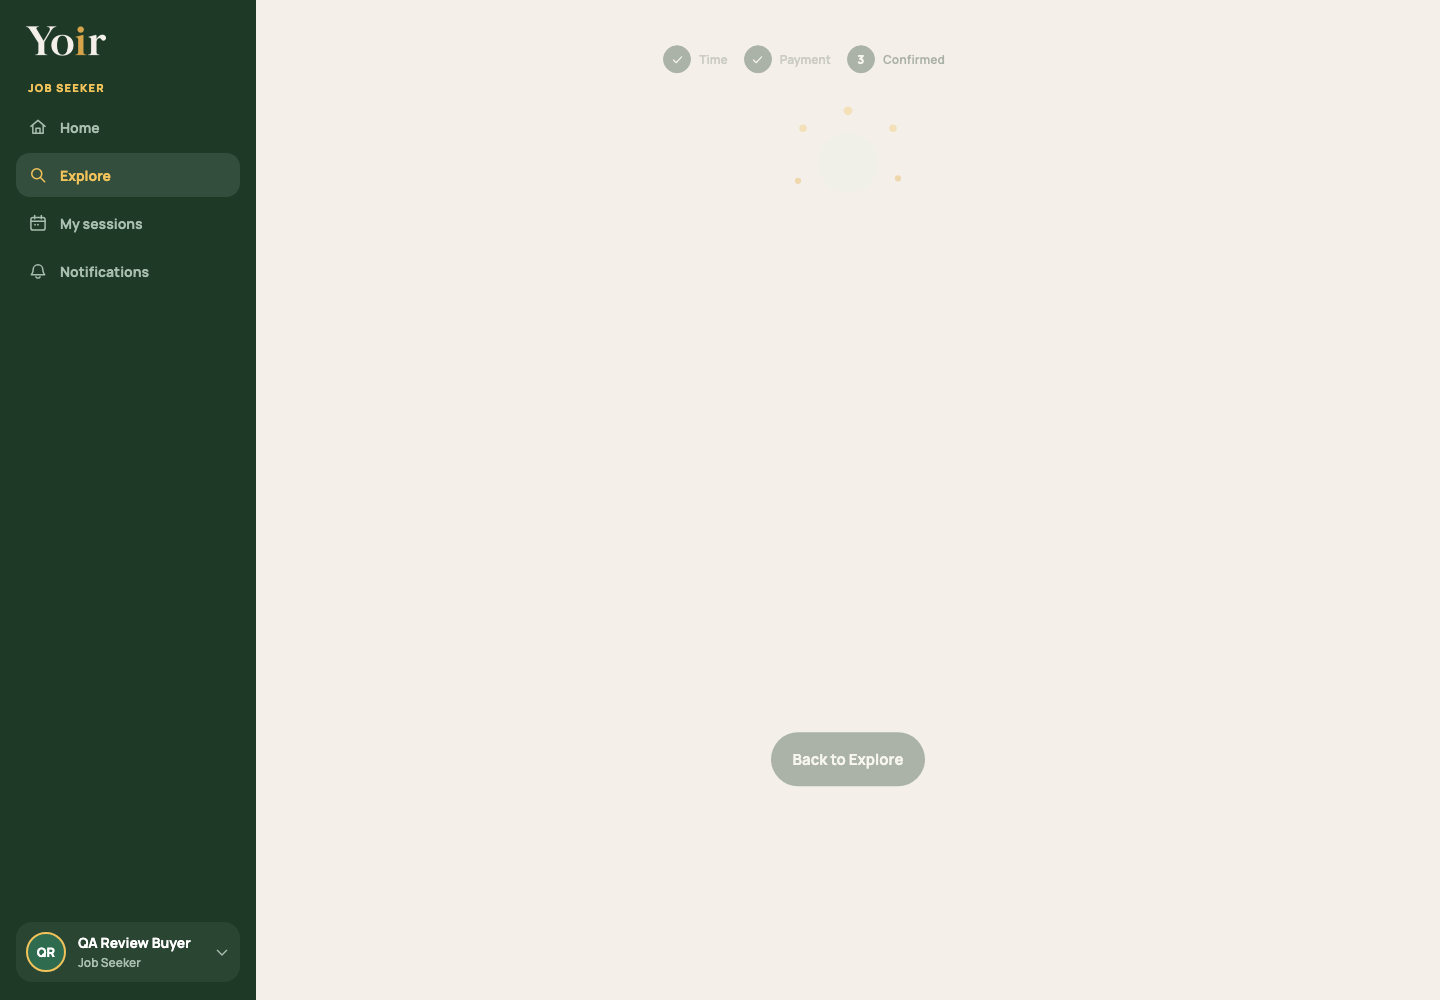 Yoir
JOB SEEKER
Home
Explore
My sessions
Notifications
Time
Payment
3
Confirmed
Back to Explore
QR
QA Review Buyer
Job Seeker